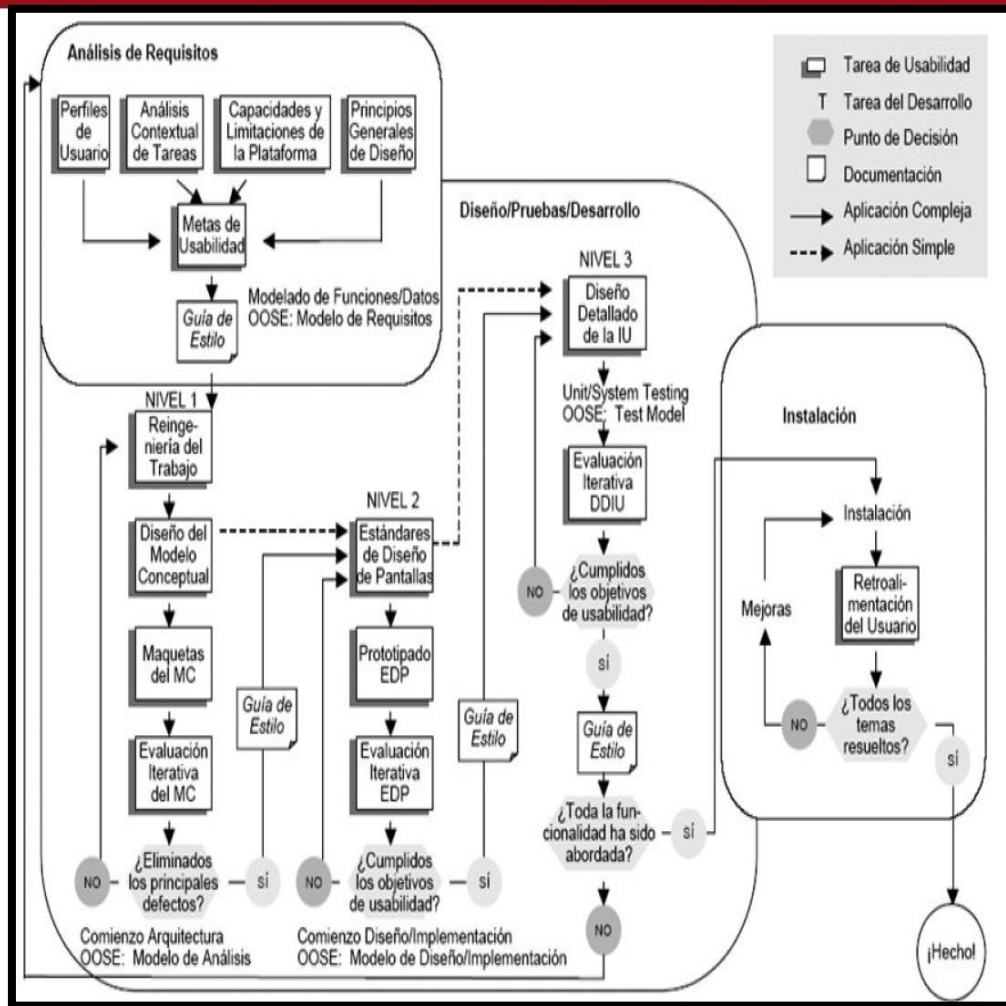 Análisis de Requisitos
Perfiles
de
Usuario
Análisis
Contextual
de Tareas
Capacidades y
Limitaciones de
la Plataforma
Principios
Generales
de Diseño
Metas de
Usabilidad
Guía de
Estilo
Modelado de Funciones/Datos
OOSE: Modelo de Requisitos
Tarea de Usabilidad
T Tarea del Desarrollo
Punto de Decisión
Documentación
Aplicación Compleja
Aplicación Simple
Diseño/Pruebas/Desarrollo
NIVEL 1
Reinge-
niería del
Trabajo
Diseño del
Modelo
Conceptual
Maquetas
del MC
Evaluación
Iterativa
del MC
¿Eliminados
los principales
defectos?
NO
SÍ
Comienzo Arquitectura
OOSE: Modelo de Análisis
Guía de
Estilo
NIVEL 2
Estándares
de Diseño
de Pantallas
Prototipado
EDP
Evaluación
Iterativa
EDP
¿Cumplidos
los objetivos
de usabilidad?
NO
SÍ
Comienzo Diseño/Implementación
OOSE: Modelo de Diseño/Implementación
Guía de
Estilo
NIVEL 3
Diseño
Detallado
de la IU
Unit/System Testing
OOSE: Test Model
Evaluación
Iterativa
DDIU
¿Cumplidos
los objetivos
de usabilidad?
NO
SÍ
Guía de
Estilo
¿Toda la fun-
cionalidad ha sido
abordada?
SÍ
NO
Instalación
Instalación
Retroali-
mentación
del Usuario
Mejoras
¿Todos los
temas
resueltos?
NO
SÍ
¡Hecho!